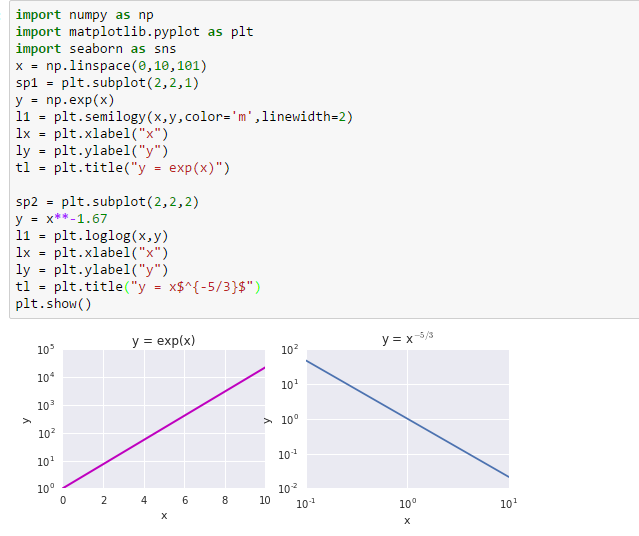 import numpy as np
import matplotlib.pyplot as plt
import seaborn as sns
x = np.linspace(0,10,101)
sp1 = plt.subplot(2,2,1)
y = np.exp(x)
l1 = plt.semilogy(x,y,color='m',linewidth=2)
lx = plt.xlabel("x")
ly = plt.ylabel("y")
tl = plt.title("y = exp(x)")
sp2 = plt.subplot(2,2,2)
y = x**-1.67
l1 = plt.loglog(x,y)
lx = plt.xlabel("x")
ly = plt.ylabel("y")
tl = plt.title("y = x$^{-5/3}$")
plt.show()
y = exp(x)
10⁵
10⁴
10³
10²
10¹
10⁰
y
0 2 4 6 8 10
x
y = x⁻⁵ᐟ³
10²
10¹
10⁰
10⁻¹
10⁻²
y
10⁻¹ 10⁰ 10¹
x